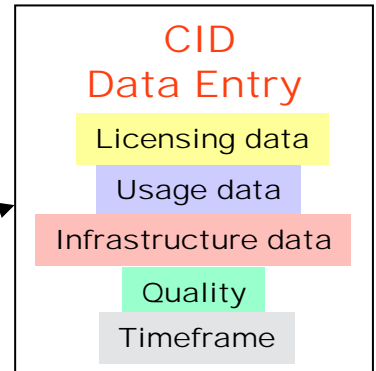 CID
Data Entry
Licensing data
Usage data
Infrastructure data
Quality
Timeframe